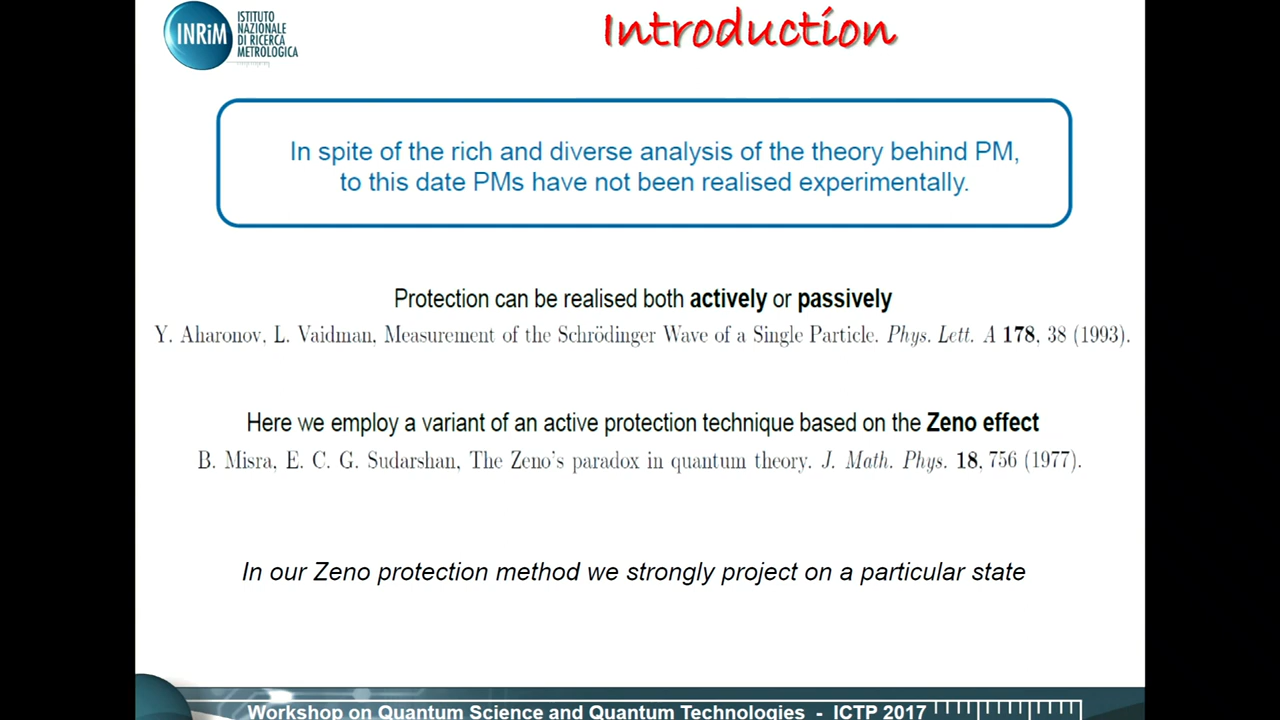 INRiM
ISTITUTO
NAZIONALE
DI RICERCA
METROLOGICA
Introduction
In spite of the rich and diverse analysis of the theory behind PM,
to this date PMs have not been realised experimentally.
Protection can be realised both actively or passively
Y. Aharonov, L. Vaidman, Measurement of the Schrödinger Wave of a Single Particle. Phys. Lett. A 178, 38 (1993).
Here we employ a variant of an active protection technique based on the Zeno effect
B. Misra, E. C. G. Sudarshan, The Zeno's paradox in quantum theory. J. Math. Phys. 18, 756 (1977).
In our Zeno protection method we strongly project on a particular state
Workshop on Quantum Science and Quantum Technologies - ICTP 2017